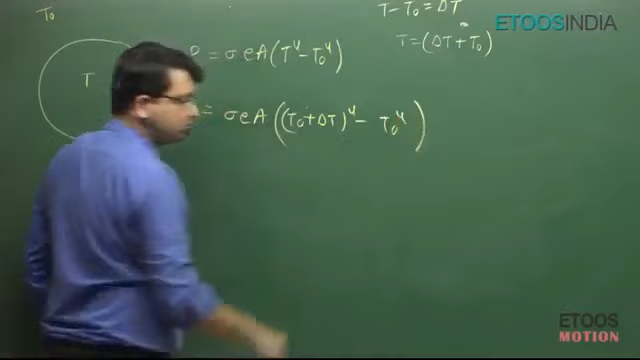 T₀
T - T₀ = ΔT
ETOOSINDIA
T = (ΔT + T₀)
= σeA(T⁴ - T₀⁴)
T
= σeA((T₀ + ΔT)⁴ - T₀⁴)
ETOOS
MOTION